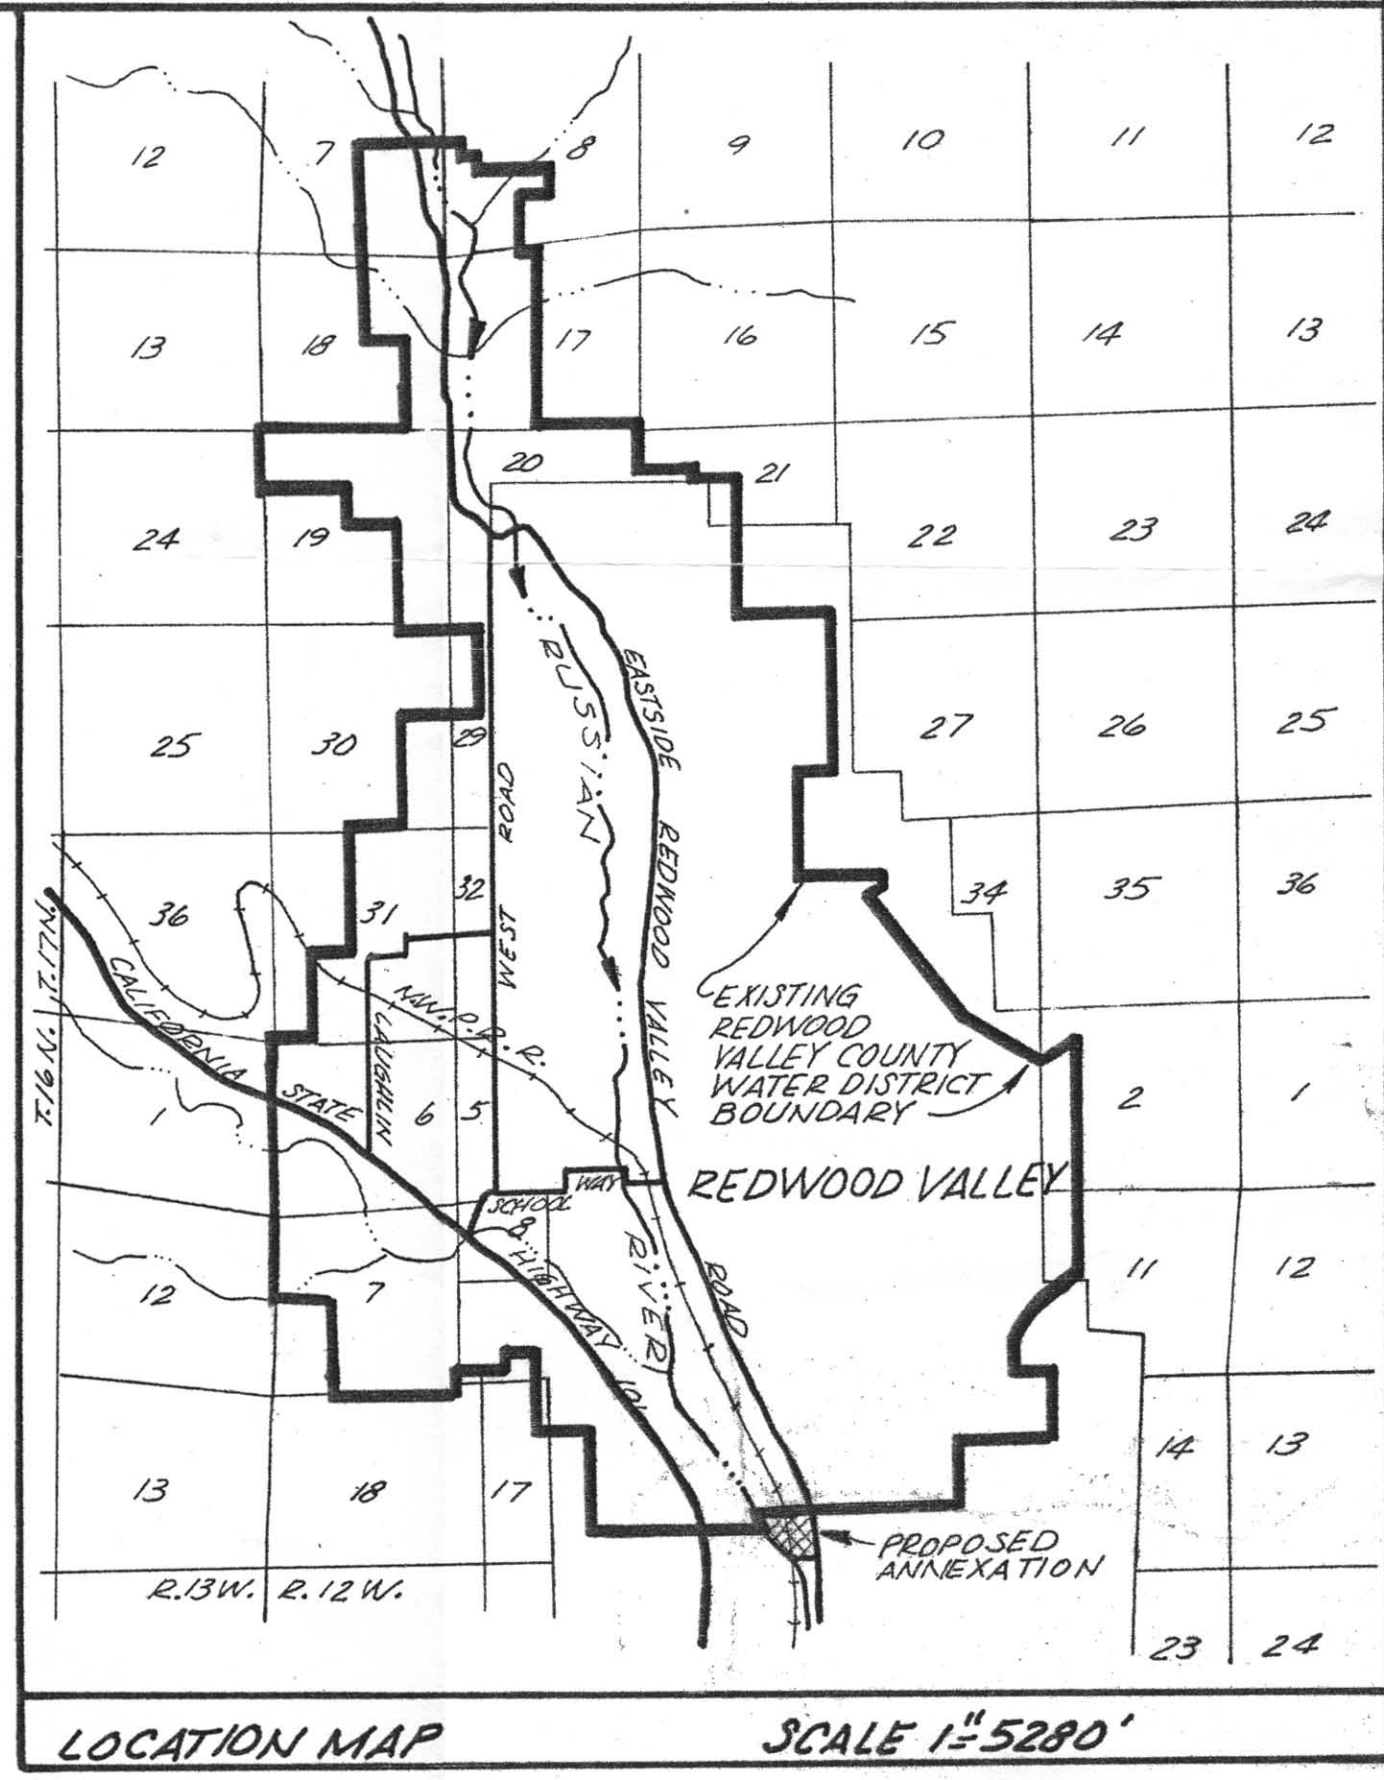 12
7
8
9
10
11
12
13
18
17
16
15
14
13
20
21
24
19
22
23
24
25
30
29
27
26
25
36
31
32
34
35
36
T.16 N. T.17 N.
CALIFORNIA
STATE
HIGHWAY
101
LAUGHLIN
N.W.P.R.R.
WEST ROAD
RUSSIAN
RIVER
EASTSIDE REDWOOD VALLEY
ROAD
EXISTING
REDWOOD
VALLEY COUNTY
WATER DISTRICT
BOUNDARY
1
6
5
2
1
SCHOOL WAY
REDWOOD VALLEY
12
7
8
11
12
13
18
17
14
13
PROPOSED
ANNEXATION
R.13W. R.12W.
23
24
LOCATION MAP
SCALE 1"=5280'